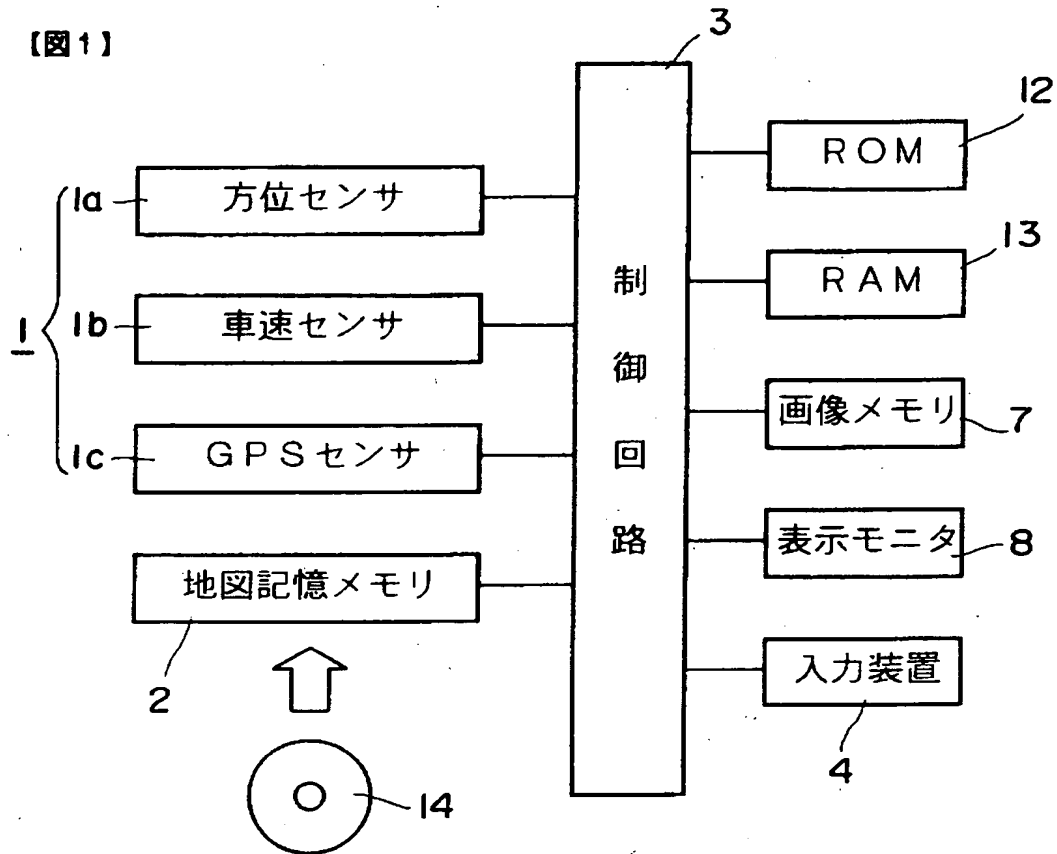 【図1】
3
12
ROM
1a
方位センサ
13
RAM
1
1b
車速センサ
制御回路
画像メモリ
7
1c
GPSセンサ
表示モニタ
8
地図記憶メモリ
2
入力装置
4
14